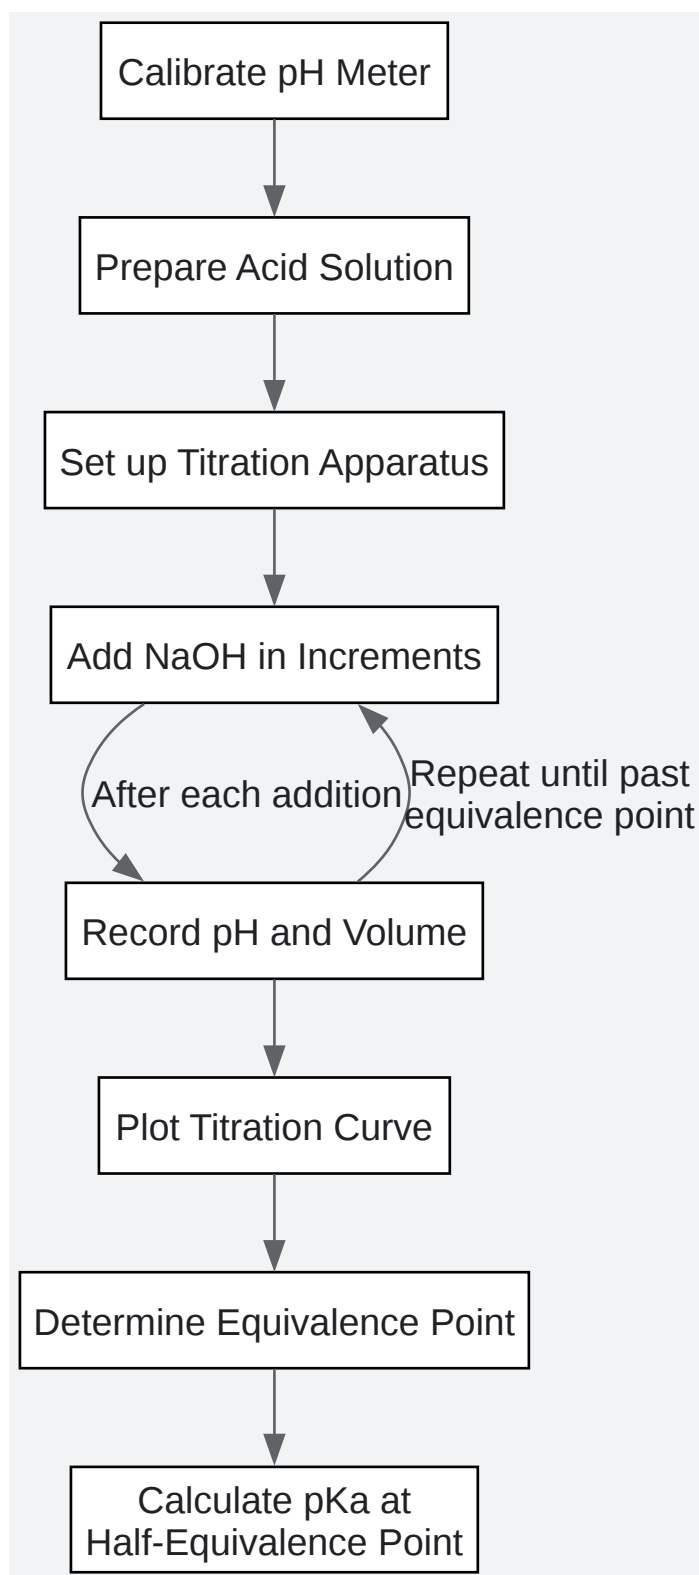 Calibrate pH Meter
Prepare Acid Solution
Set up Titration Apparatus
Add NaOH in Increments
After each addition
Repeat until past
equivalence point
Record pH and Volume
Plot Titration Curve
Determine Equivalence Point
Calculate pKa at
Half-Equivalence Point